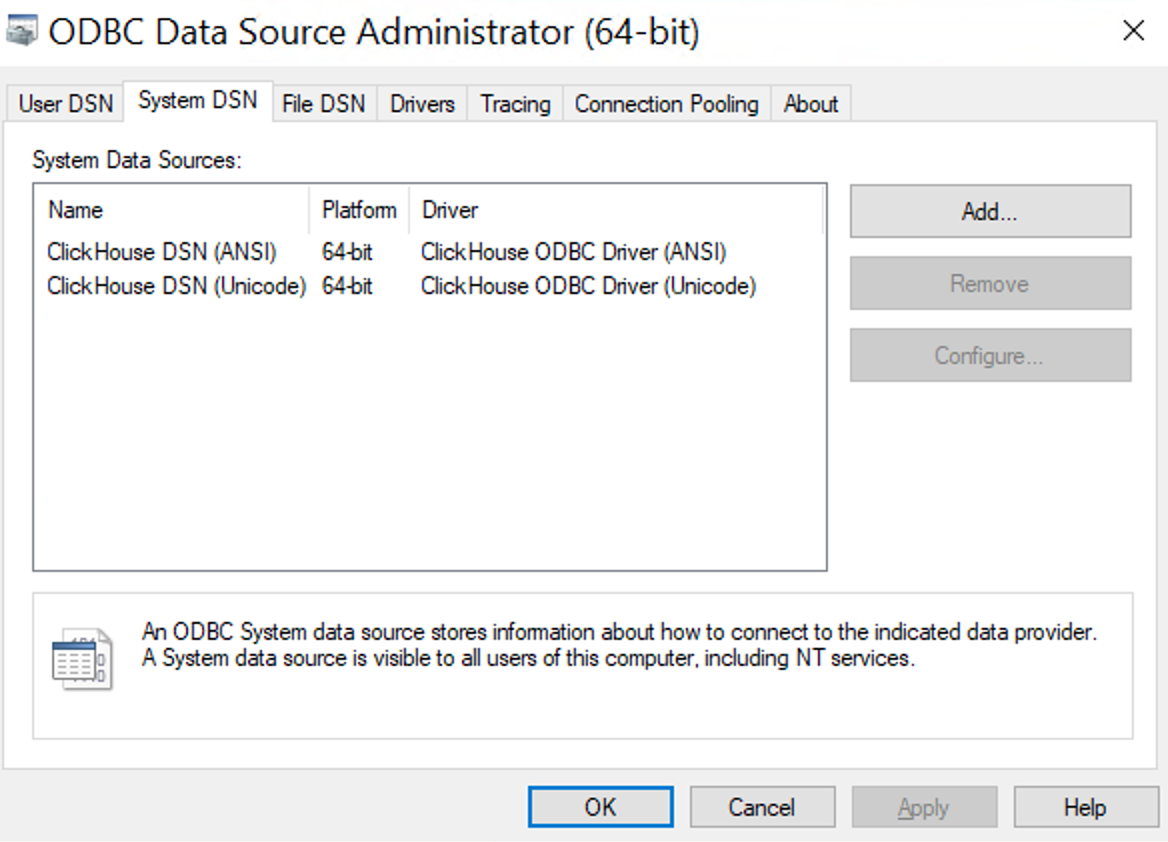 ODBC Data Source Administrator (64-bit)
User DSN System DSN File DSN Drivers Tracing Connection Pooling About
System Data Sources:
Name Platform Driver
ClickHouse DSN (ANSI) 64-bit ClickHouse ODBC Driver (ANSI)
ClickHouse DSN (Unicode) 64-bit ClickHouse ODBC Driver (Unicode)
Add...
Remove
Configure...
An ODBC System data source stores information about how to connect to the indicated data provider.
A System data source is visible to all users of this computer, including NT services.
OK Cancel Apply Help